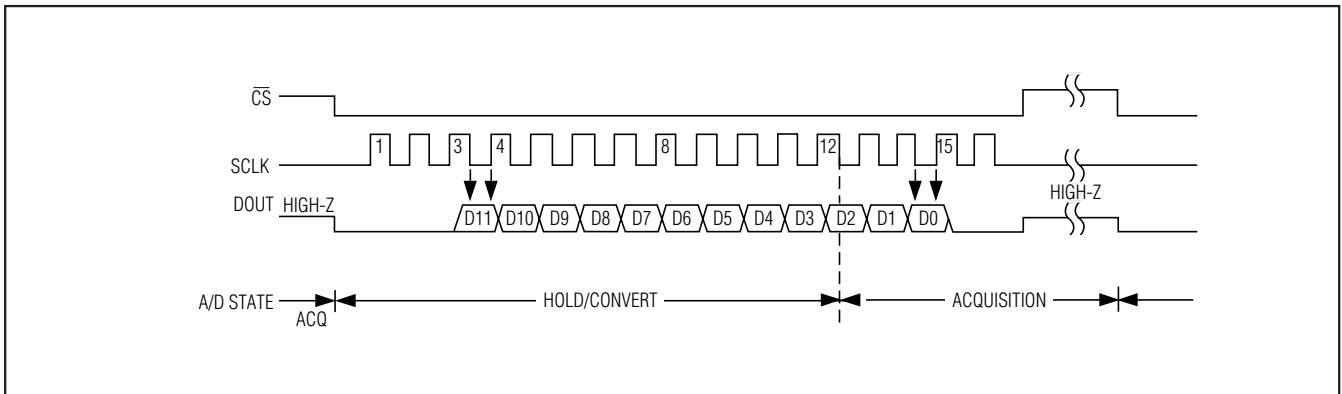 C̅S̅
SCLK 1 3 4 8 12 15
DOUT HIGH-Z D11 D10 D9 D8 D7 D6 D5 D4 D3 D2 D1 D0 HIGH-Z
A/D STATE HOLD/CONVERT ACQUISITION
ACQ